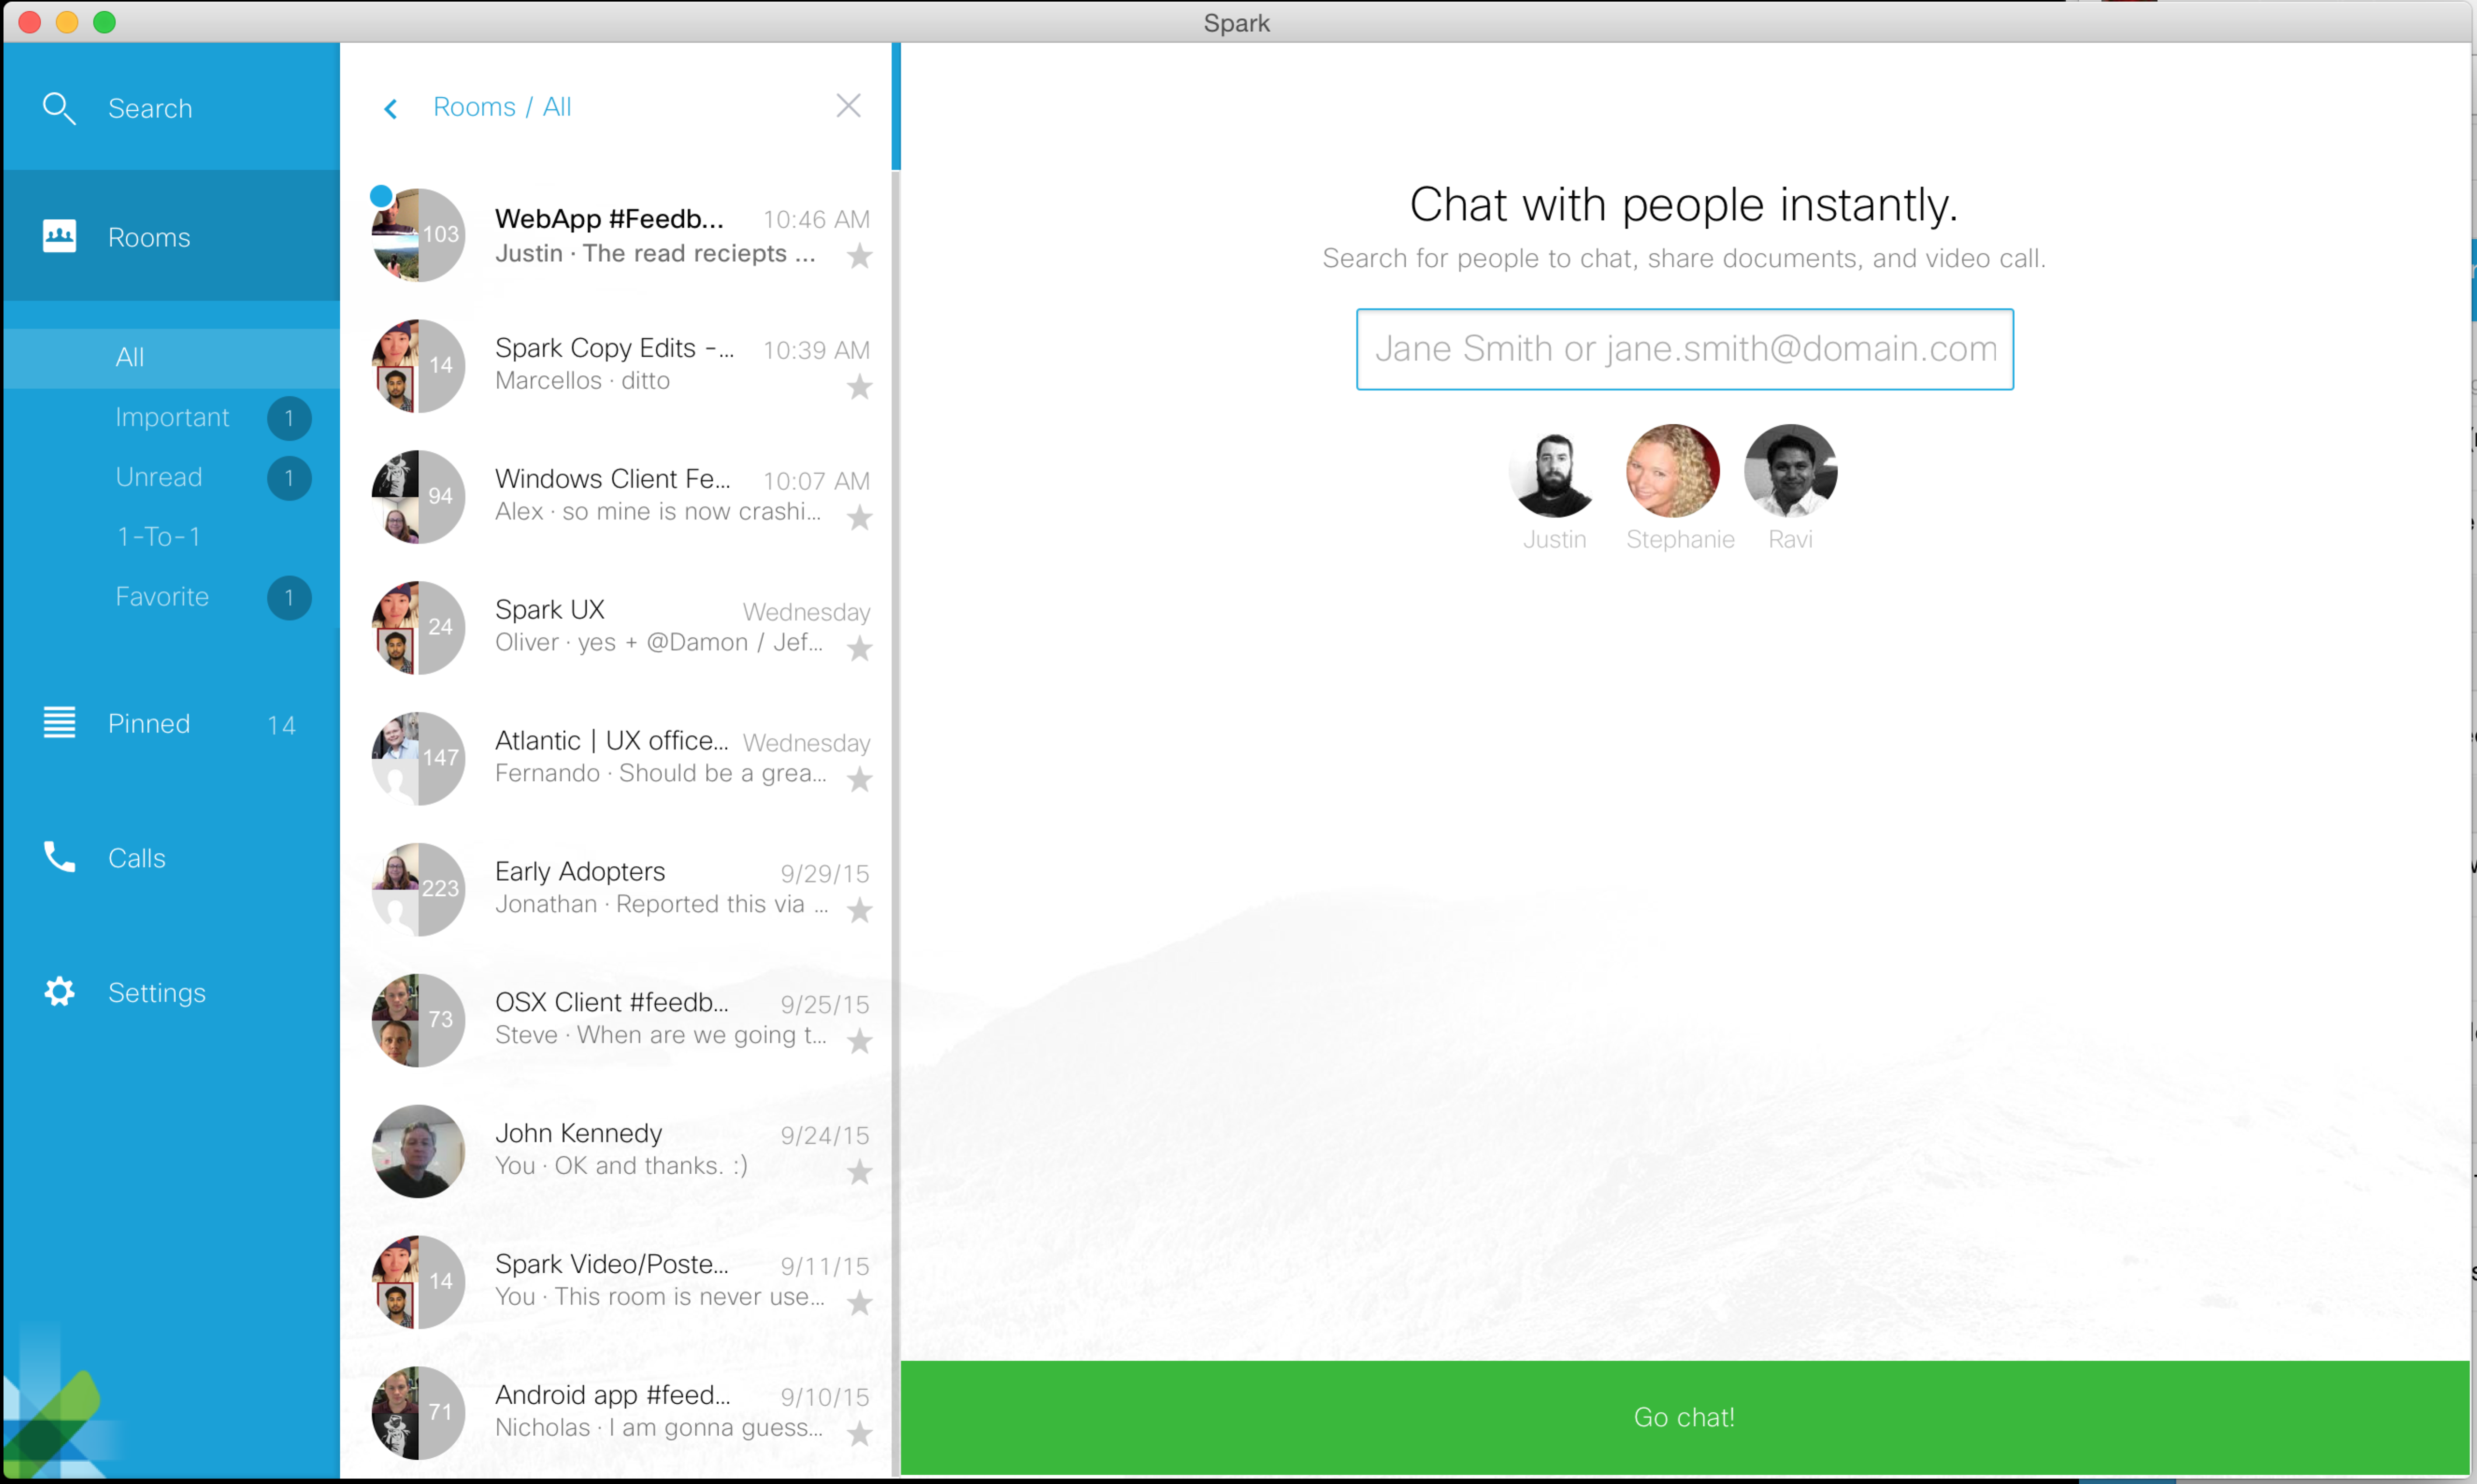 Spark
Search
Rooms
All
Important 1
Unread 1
1-To-1
Favorite 1
Pinned 14
Calls
Settings
Rooms / All
103 WebApp #Feedb... 10:46 AM
Justin · The read reciepts ...
14 Spark Copy Edits -... 10:39 AM
Marcellos · ditto
94 Windows Client Fe... 10:07 AM
Alex · so mine is now crashi...
24 Spark UX Wednesday
Oliver · yes + @Damon / Jef...
147 Atlantic | UX office... Wednesday
Fernando · Should be a grea...
223 Early Adopters 9/29/15
Jonathan · Reported this via ...
73 OSX Client #feedb... 9/25/15
Steve · When are we going t...
John Kennedy 9/24/15
You · OK and thanks. :)
14 Spark Video/Poste... 9/11/15
You · This room is never use...
71 Android app #feed... 9/10/15
Nicholas · I am gonna guess...
Chat with people instantly.
Search for people to chat, share documents, and video call.
Jane Smith or jane.smith@domain.com
Justin Stephanie Ravi
Go chat!